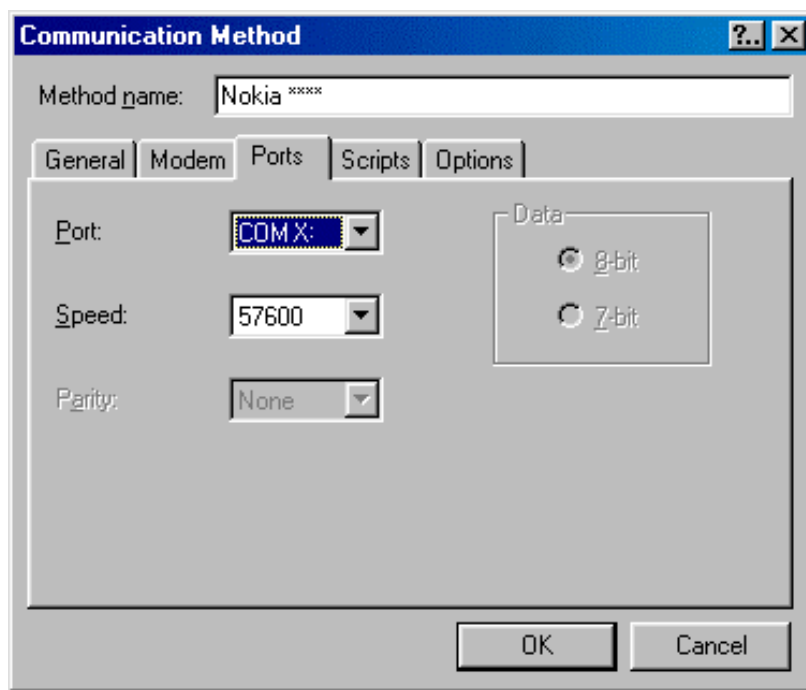 Communication Method
?..
Method name: Nokia ****
General Modem Ports Scripts Options
Port: COM X:
Data
8-bit
Speed: 57600
7-bit
Parity: None
OK Cancel